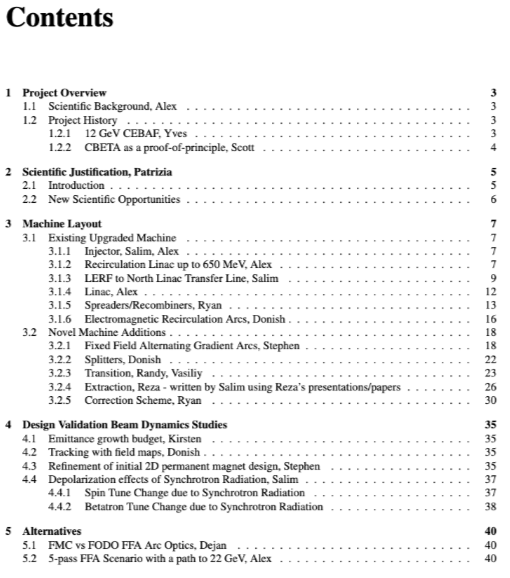 Contents
1 Project Overview 3
1.1 Scientific Background, Alex . . . . . . . . . . . . . . . . . . . . . . . . . . . 3
1.2 Project History . . . . . . . . . . . . . . . . . . . . . . . . . . . 3
1.2.1 12 GeV CEBAF, Yves . . . . . . . . . . . . . . . . . . . . . . . . . . . 3
1.2.2 CBETA as a proof-of-principle, Scott . . . . . . . . . . . . . . . . . . . . . 4
2 Scientific Justification, Patrizia 5
2.1 Introduction . . . . . . . . . . . . . . . . . . . . . . . . . . . 5
2.2 New Scientific Opportunities . . . . . . . . . . . . . . . . . . . . . . . . . . . 6
3 Machine Layout 7
3.1 Existing Upgraded Machine . . . . . . . . . . . . . . . . . . . . . . . . . . . 7
3.1.1 Injector, Salim, Alex . . . . . . . . . . . . . . . . . . . . . . . . . . . 7
3.1.2 Recirculation Linac up to 650 MeV, Alex . . . . . . . . . . . . . . . . . . 7
3.1.3 LERF to North Linac Transfer Line, Salim . . . . . . . . . . . . . . . . . . 9
3.1.4 Linac, Alex . . . . . . . . . . . . . . . . . . . . . . . . . . . 12
3.1.5 Spreaders/Recombiners, Ryan . . . . . . . . . . . . . . . . . . . . . . . . 13
3.1.6 Electromagnetic Recirculation Arcs, Donish . . . . . . . . . . . . . . . . . . 16
3.2 Novel Machine Additions . . . . . . . . . . . . . . . . . . . . . . . . . . . 18
3.2.1 Fixed Field Alternating Gradient Arcs, Stephen . . . . . . . . . . . . . . . . 18
3.2.2 Splitters, Donish . . . . . . . . . . . . . . . . . . . . . . . . . . . 22
3.2.3 Transition, Randy, Vasiliy . . . . . . . . . . . . . . . . . . . . . . . . . . . 23
3.2.4 Extraction, Reza - written by Salim using Reza's presentations/papers . . . . . . 26
3.2.5 Correction Scheme, Ryan . . . . . . . . . . . . . . . . . . . . . . . . . . . 30
4 Design Validation Beam Dynamics Studies 35
4.1 Emittance growth budget, Kirsten . . . . . . . . . . . . . . . . . . . . . . . . 35
4.2 Tracking with field maps, Donish . . . . . . . . . . . . . . . . . . . . . . . . . 35
4.3 Refinement of initial 2D permanent magnet design, Stephen . . . . . . . . . . . . 35
4.4 Depolarization effects of Synchrotron Radiation, Salim . . . . . . . . . . . . . . 37
4.4.1 Spin Tune Change due to Synchrotron Radiation . . . . . . . . . . . . . . . 37
4.4.2 Betatron Tune Change due to Synchrotron Radiation . . . . . . . . . . . . . 38
5 Alternatives 40
5.1 FMC vs FODO FFA Arc Optics, Dejan . . . . . . . . . . . . . . . . . . . . . . 40
5.2 5-pass FFA Scenario with a path to 22 GeV, Alex . . . . . . . . . . . . . . . . . 40